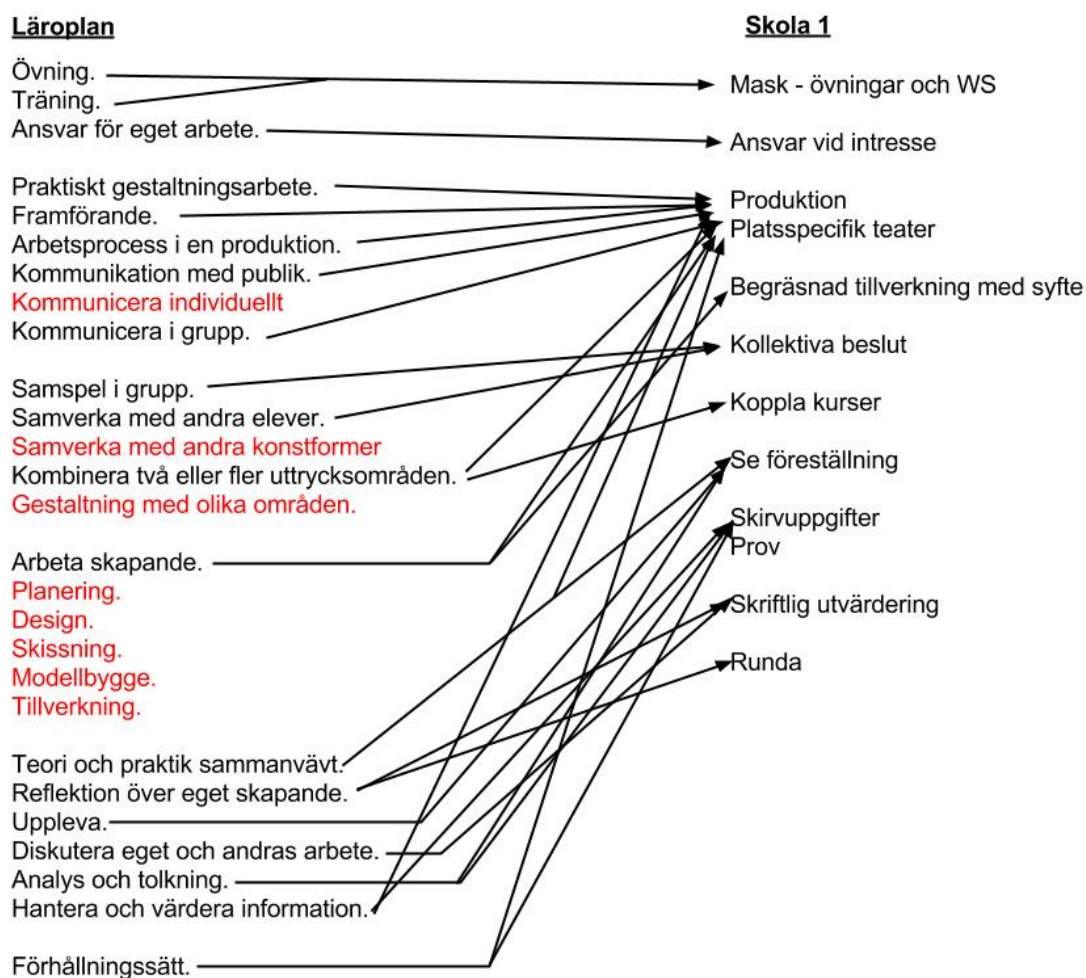 Läroplan
Övning.
Träning.
Ansvar för eget arbete.
Praktiskt gestaltningsarbete.
Framförande.
Arbetsprocess i en produktion.
Kommunikation med publik.
Kommunicera individuellt
Kommunicera i grupp.
Samspel i grupp.
Samverka med andra elever.
Samverka med andra konstformer
Kombinera två eller fler uttrycksområden.
Gestaltning med olika områden.
Arbeta skapande.
Planering.
Design.
Skissning.
Modellbygge.
Tillverkning.
Teori och praktik sammanvävt.
Reflektion över eget skapande.
Uppleva.
Diskutera eget och andras arbete.
Analys och tolkning.
Hantera och värdera information.
Förhållningssätt.
Skola 1
Mask - övningar och WS
Ansvar vid intresse
Produktion
Platsspecifik teater
Begräsnad tillverkning med syfte
Kollektiva beslut
Koppla kurser
Se föreställning
Skirvuppgifter
Prov
Skriftlig utvärdering
Runda